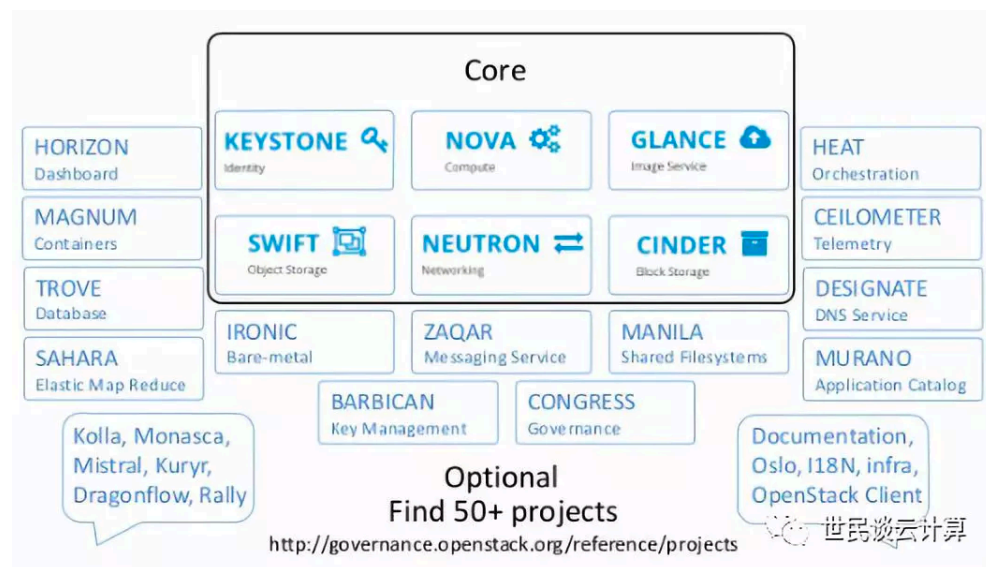 Core
KEYSTONE
Identity
NOVA
Compute
GLANCE
Image Service
SWIFT
Object Storage
NEUTRON
Networking
CINDER
Block Storage
HORIZON
Dashboard
MAGNUM
Containers
TROVE
Database
SAHARA
Elastic Map Reduce
HEAT
Orchestration
CEILOMETER
Telemetry
DESIGNATE
DNS Service
MURANO
Application Catalog
IRONIC
Bare-metal
ZAQAR
Messaging Service
MANILA
Shared Filesystems
BARBICAN
Key Management
CONGRESS
Governance
Kolla, Monasca,
Mistral, Kuryr,
Dragonflow, Rally
Documentation,
Oslo, I18N, infra,
OpenStack Client
Optional
Find 50+ projects
http://governance.openstack.org/reference/projects
世民谈云计算